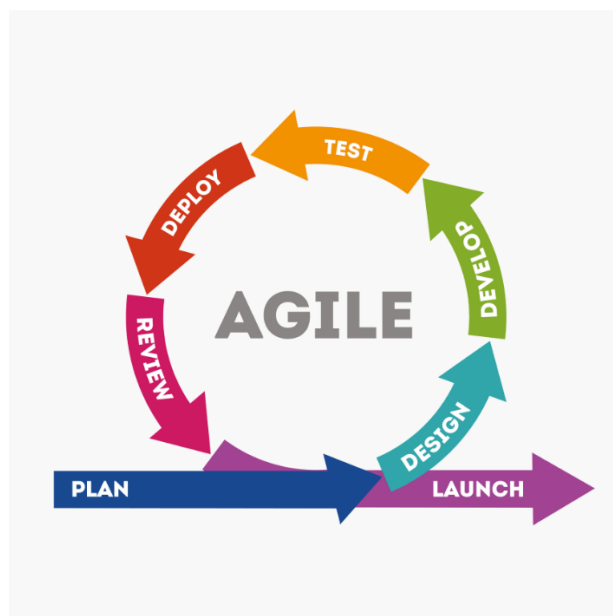 TEST
DEPLOY
DEVELOP
AGILE
REVIEW
DESIGN
PLAN
LAUNCH